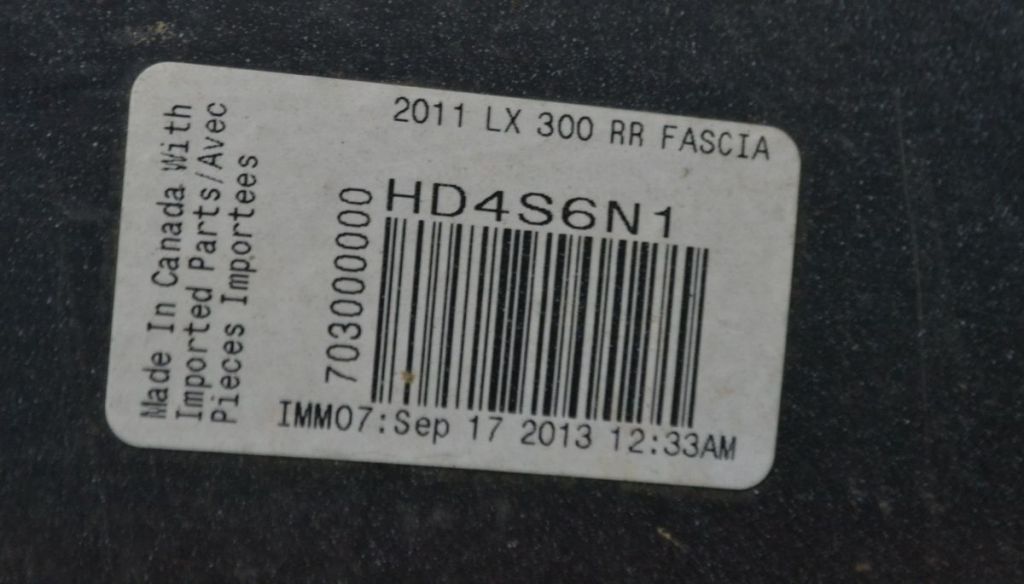 2011 LX 300 RR FASCIA
HD4S6N1
703000000
IMM07:Sep 17 2013 12:33AM
Made In Canada With
Imported Parts/Avec
Pieces Importees